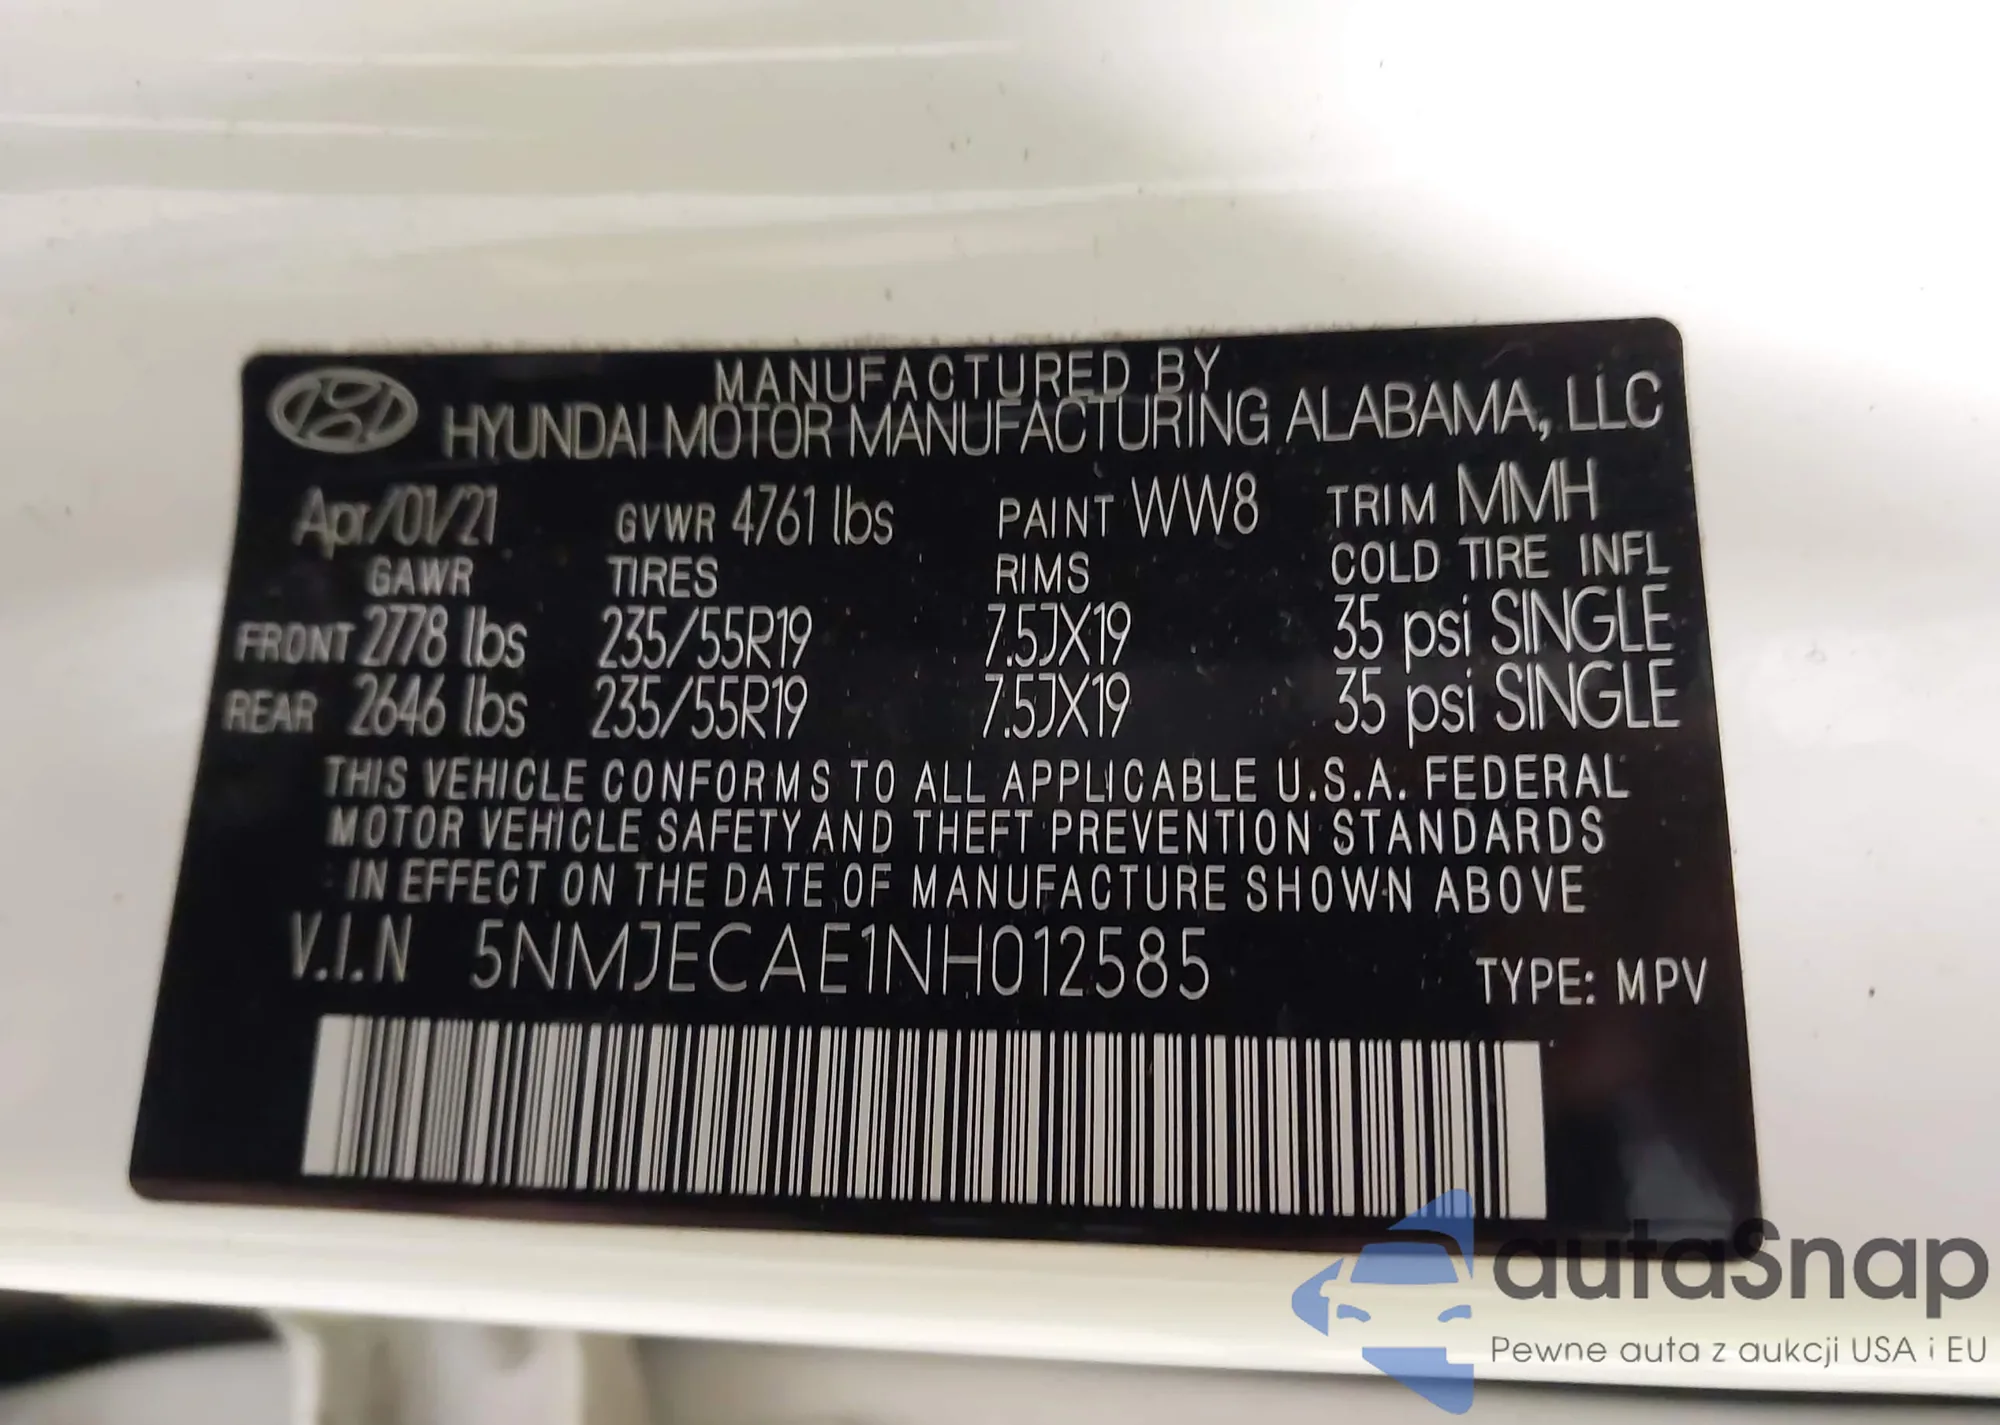 MANUFACTURED BY
HYUNDAI MOTOR MANUFACTURING ALABAMA, LLC
Apr/01/21 GVWR 4761 lbs PAINT WW8 TRIM MMH
GAWR TIRES RIMS COLD TIRE INFL
FRONT 2778 lbs 235/55R19 7.5JX19 35 psi SINGLE
REAR 2646 lbs 235/55R19 7.5JX19 35 psi SINGLE
THIS VEHICLE CONFORMS TO ALL APPLICABLE U.S.A. FEDERAL
MOTOR VEHICLE SAFETY AND THEFT PREVENTION STANDARDS
IN EFFECT ON THE DATE OF MANUFACTURE SHOWN ABOVE
V.I.N 5NMJECAE1NH012585 TYPE: MPV
autaSnap
Pewne auta z aukcji USA i EU